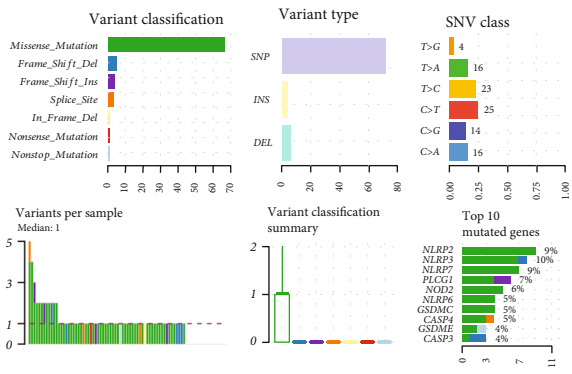 Variant classification
Missense_Mutation
Frame_Shift_Del
Frame_Shift_Ins
Splice_Site
In_Frame_Del
Nonsense_Mutation
Nonstop_Mutation
0 10 20 30 40 50 60 70
Variant type
SNP
INS
DEL
0 20 40 60 80
SNV class
T>G 4
T>A 16
T>C 23
C>T 25
C>G 14
C>A 16
0.00 0.25 0.50 0.75 1.00
Variants per sample
Median: 1
5
3
1
0
Variant classification
summary
2
1
0
Top 10
mutated genes
NLRP2 9%
NLRP3 10%
NLRP7 9%
PLCG1 7%
NOD2 6%
NLRP6 5%
GSDMC 5%
CASP4 5%
GSDME 4%
CASP3 4%
0 3 7 11